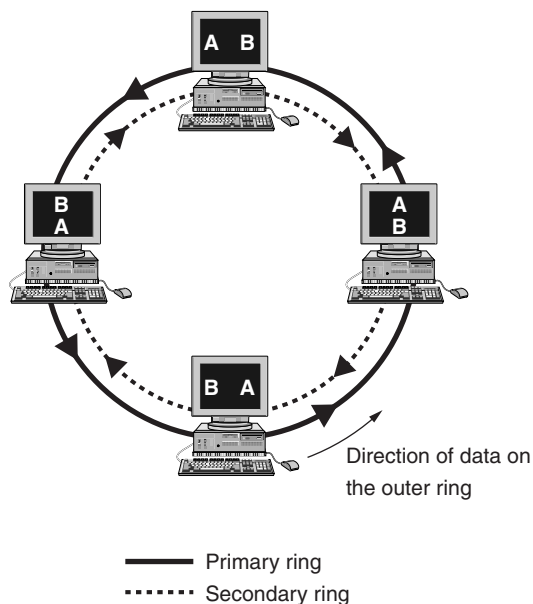 A B
B
A
A
B
B A
Direction of data on
the outer ring
Primary ring
Secondary ring